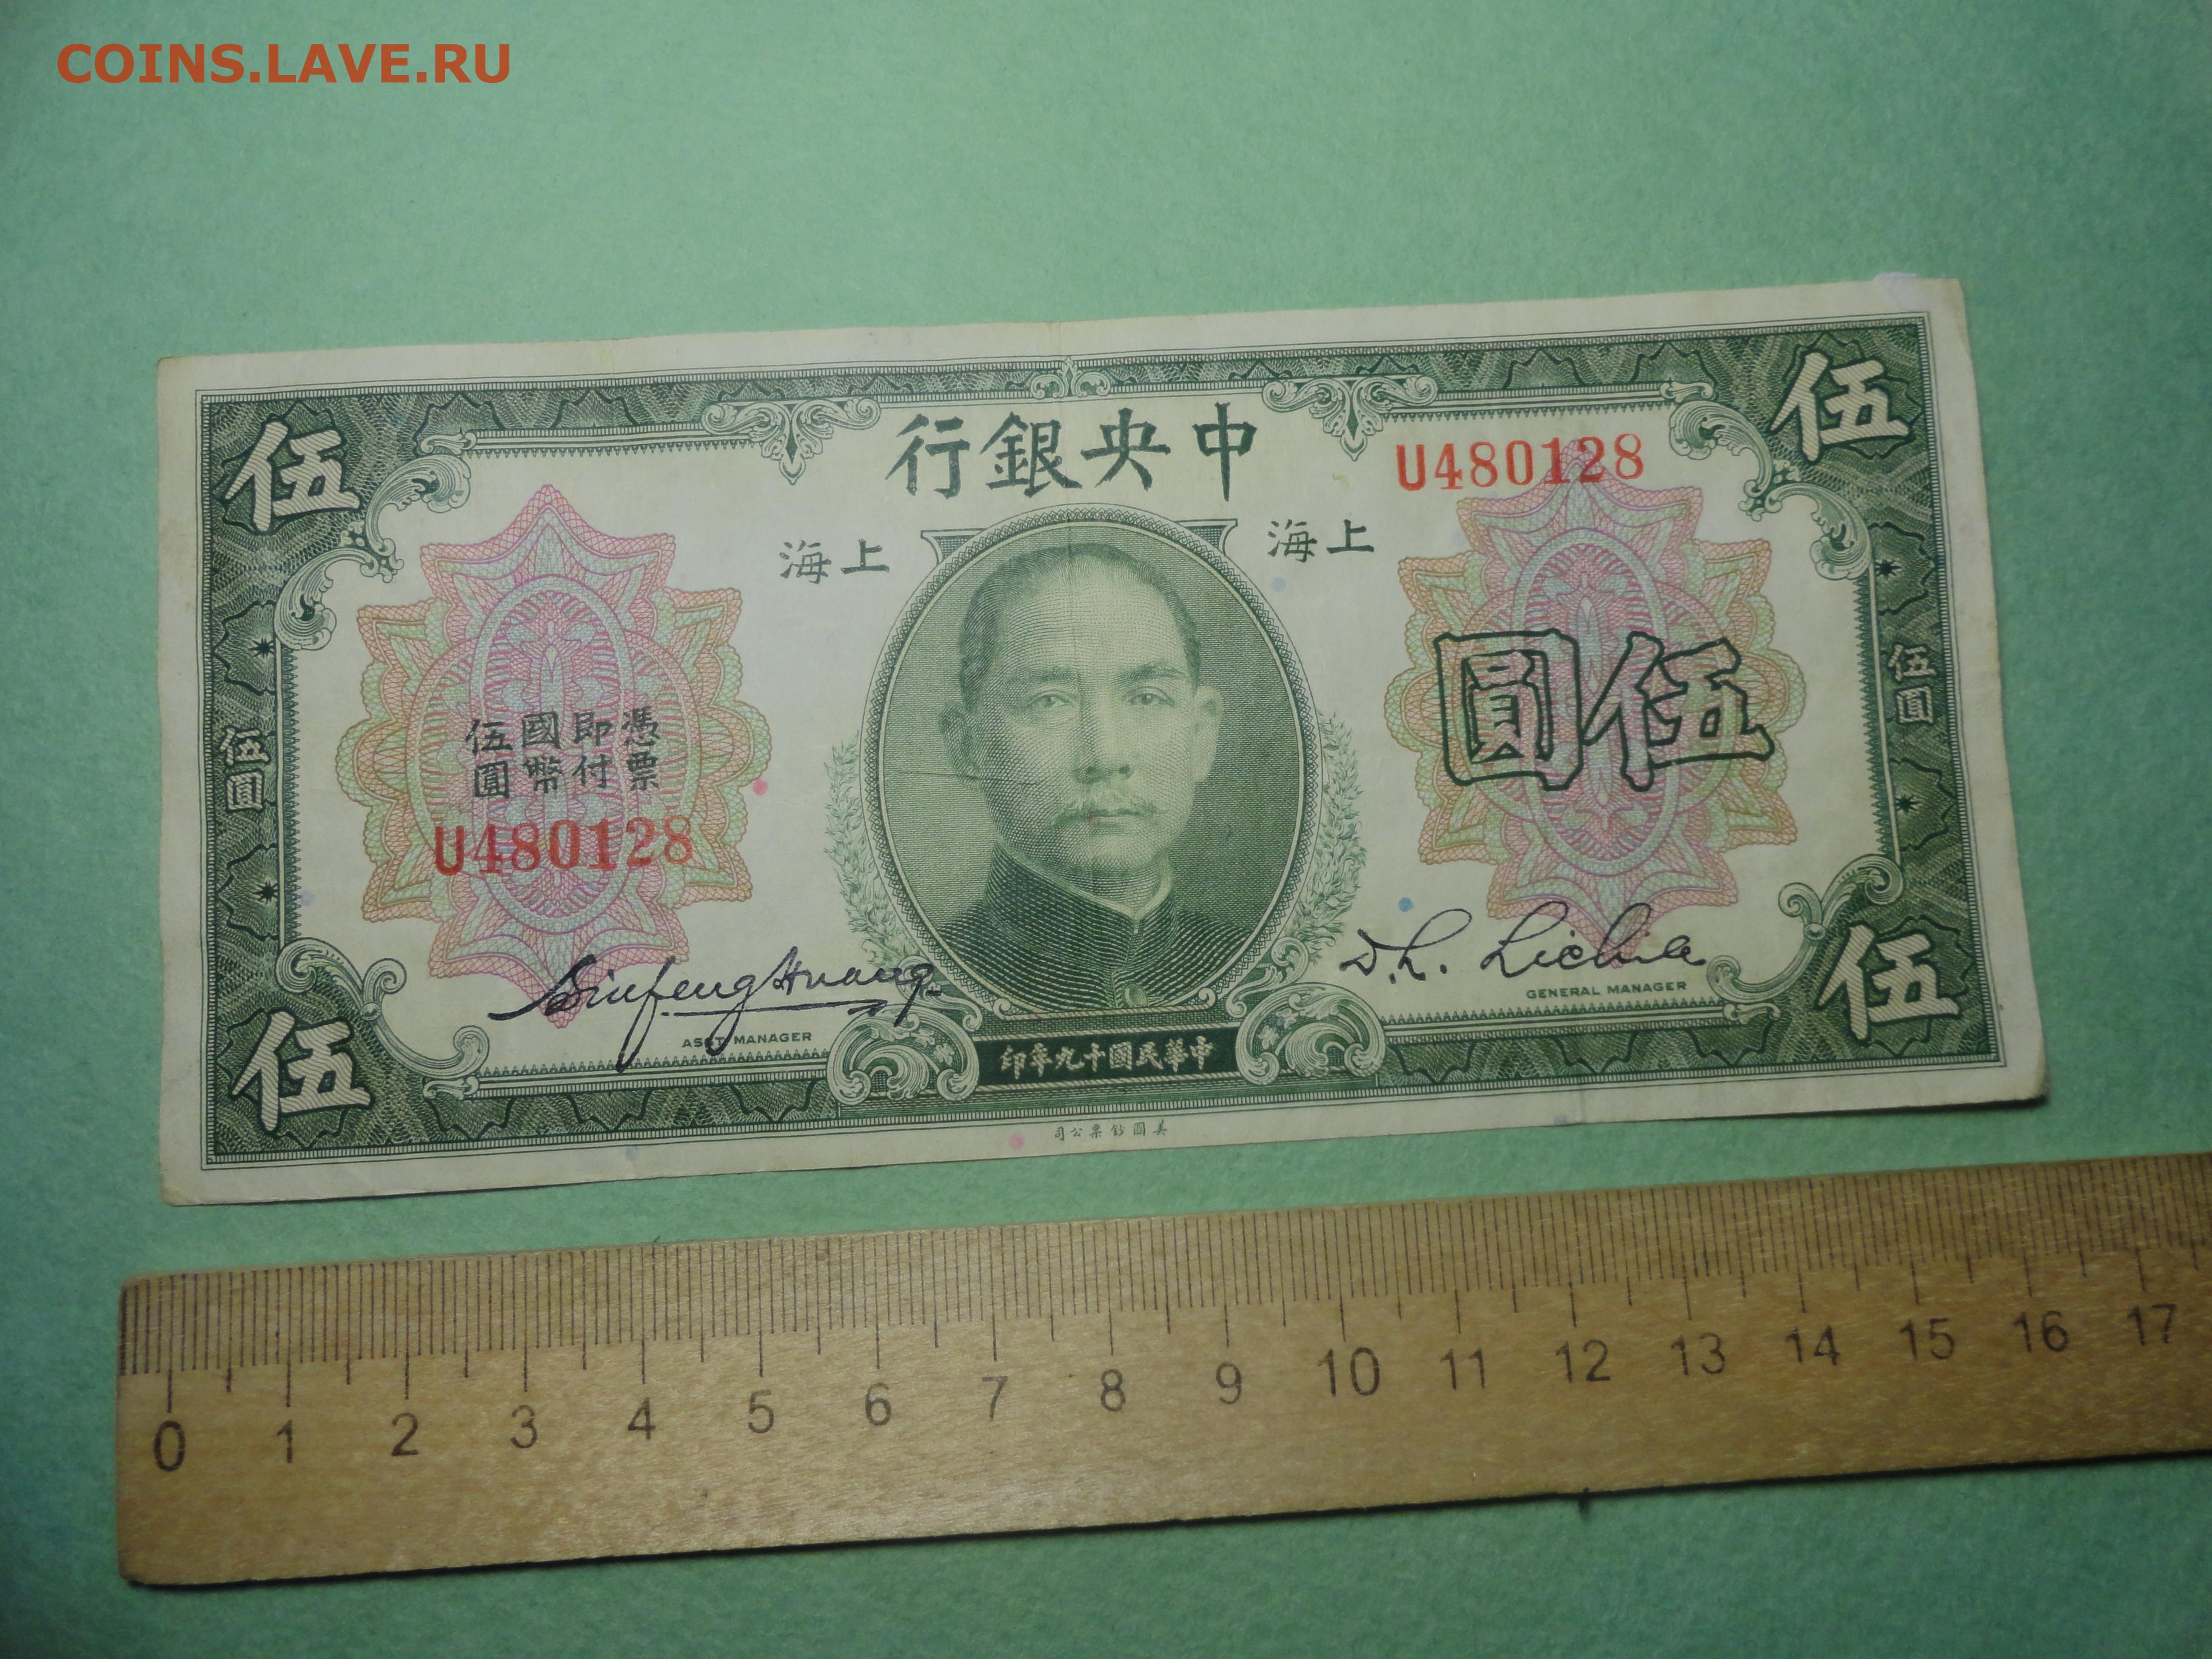 COINS.LAVE.RU
中央銀行
U480128
上海
上海
伍
伍
伍圓
憑票
即付
國幣
伍圓
伍圓
伍圓
U480128
GENERAL MANAGER
ASST MANAGER
伍
伍
中華民國十九年印
美國鈔票公司
0 1 2 3 4 5 6 7 8 9 10 11 12 13 14 15 16 17